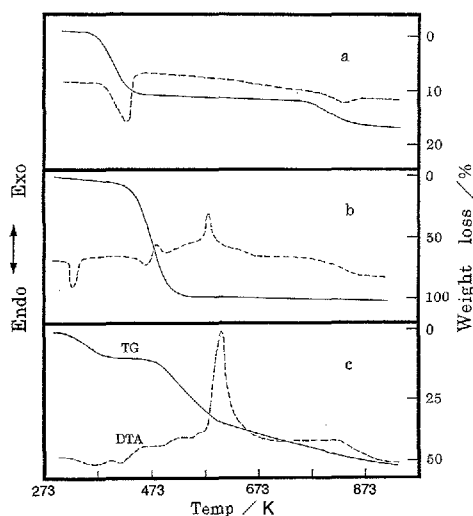 a
0
10
20
Endo ↔ Exo
b
0
50
100
Weight loss / %
TG
DTA
c
0
25
50
273 473 673 873
Temp / K